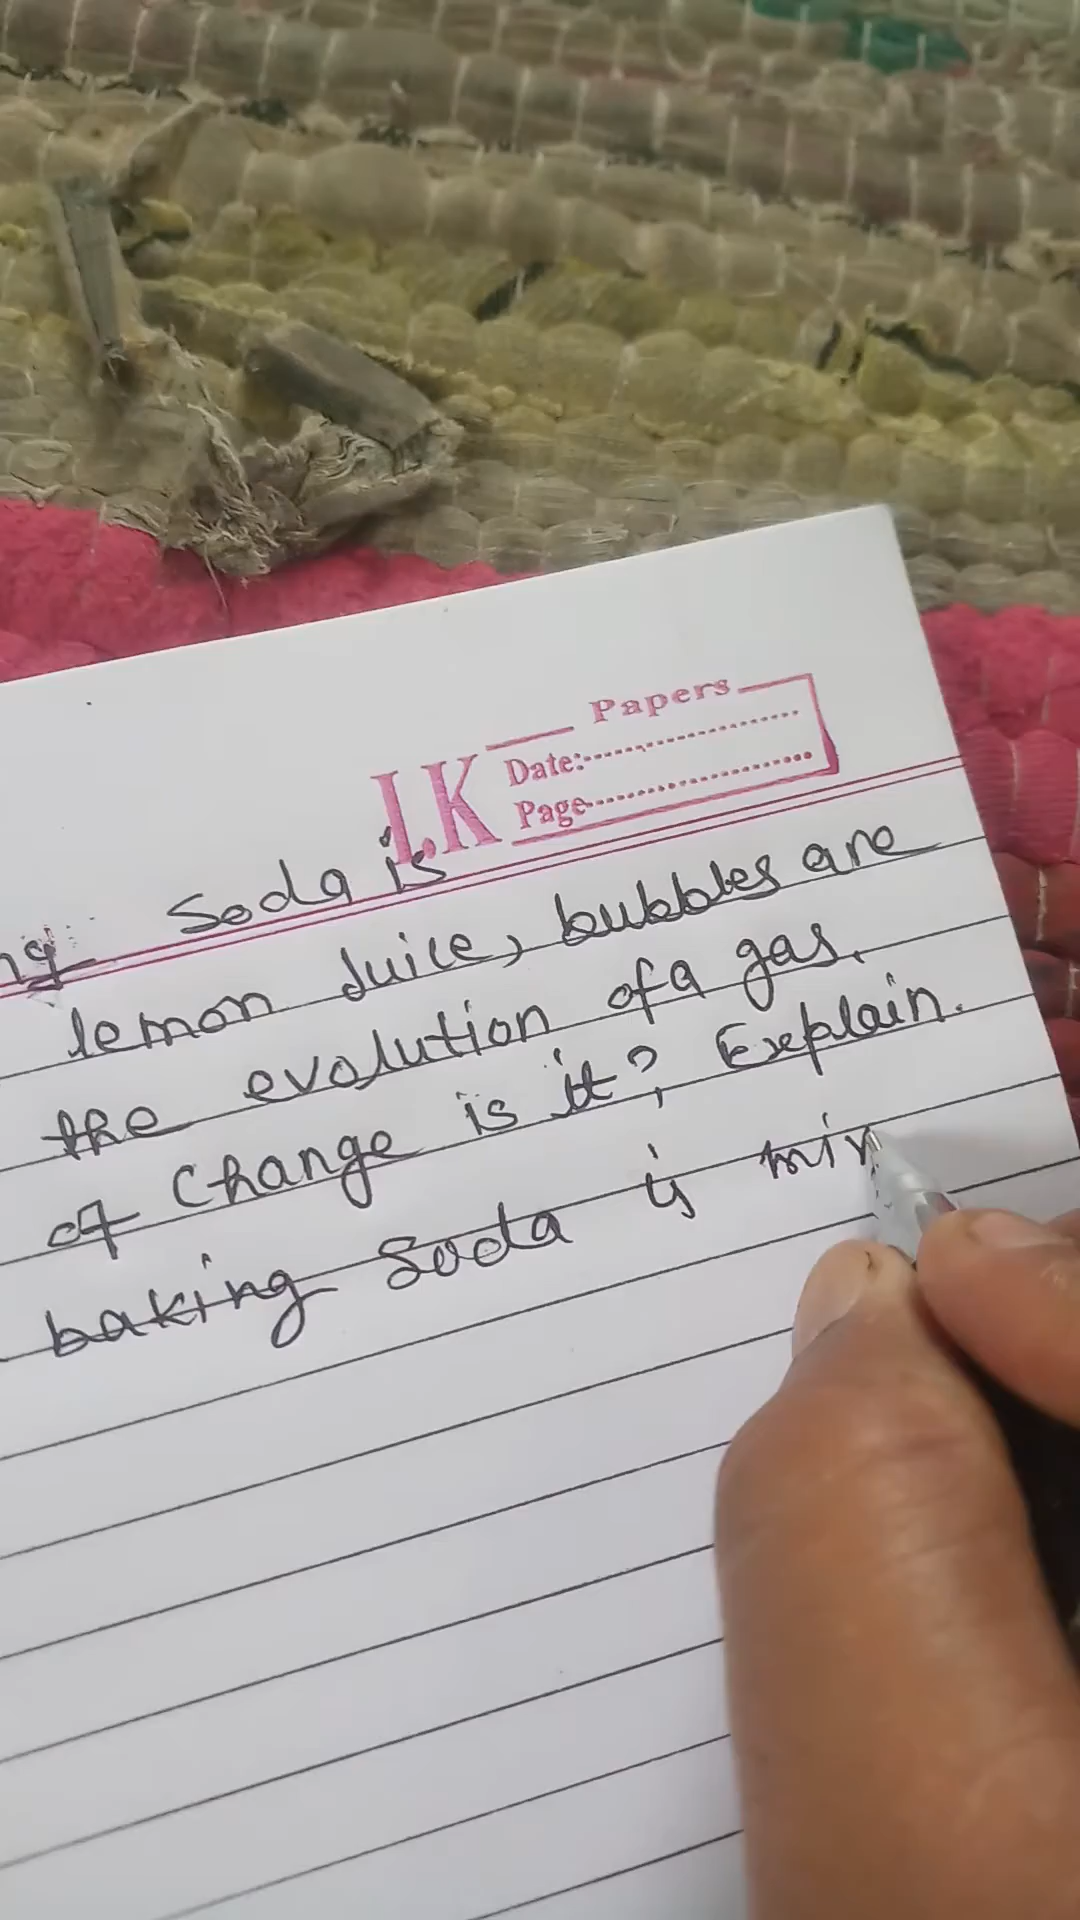 Papers
I.K
Date:
Page
Soda is
lemon Juice, bubbles are
the evolution of a gas.
of change is it? Explain.
baking Soda is